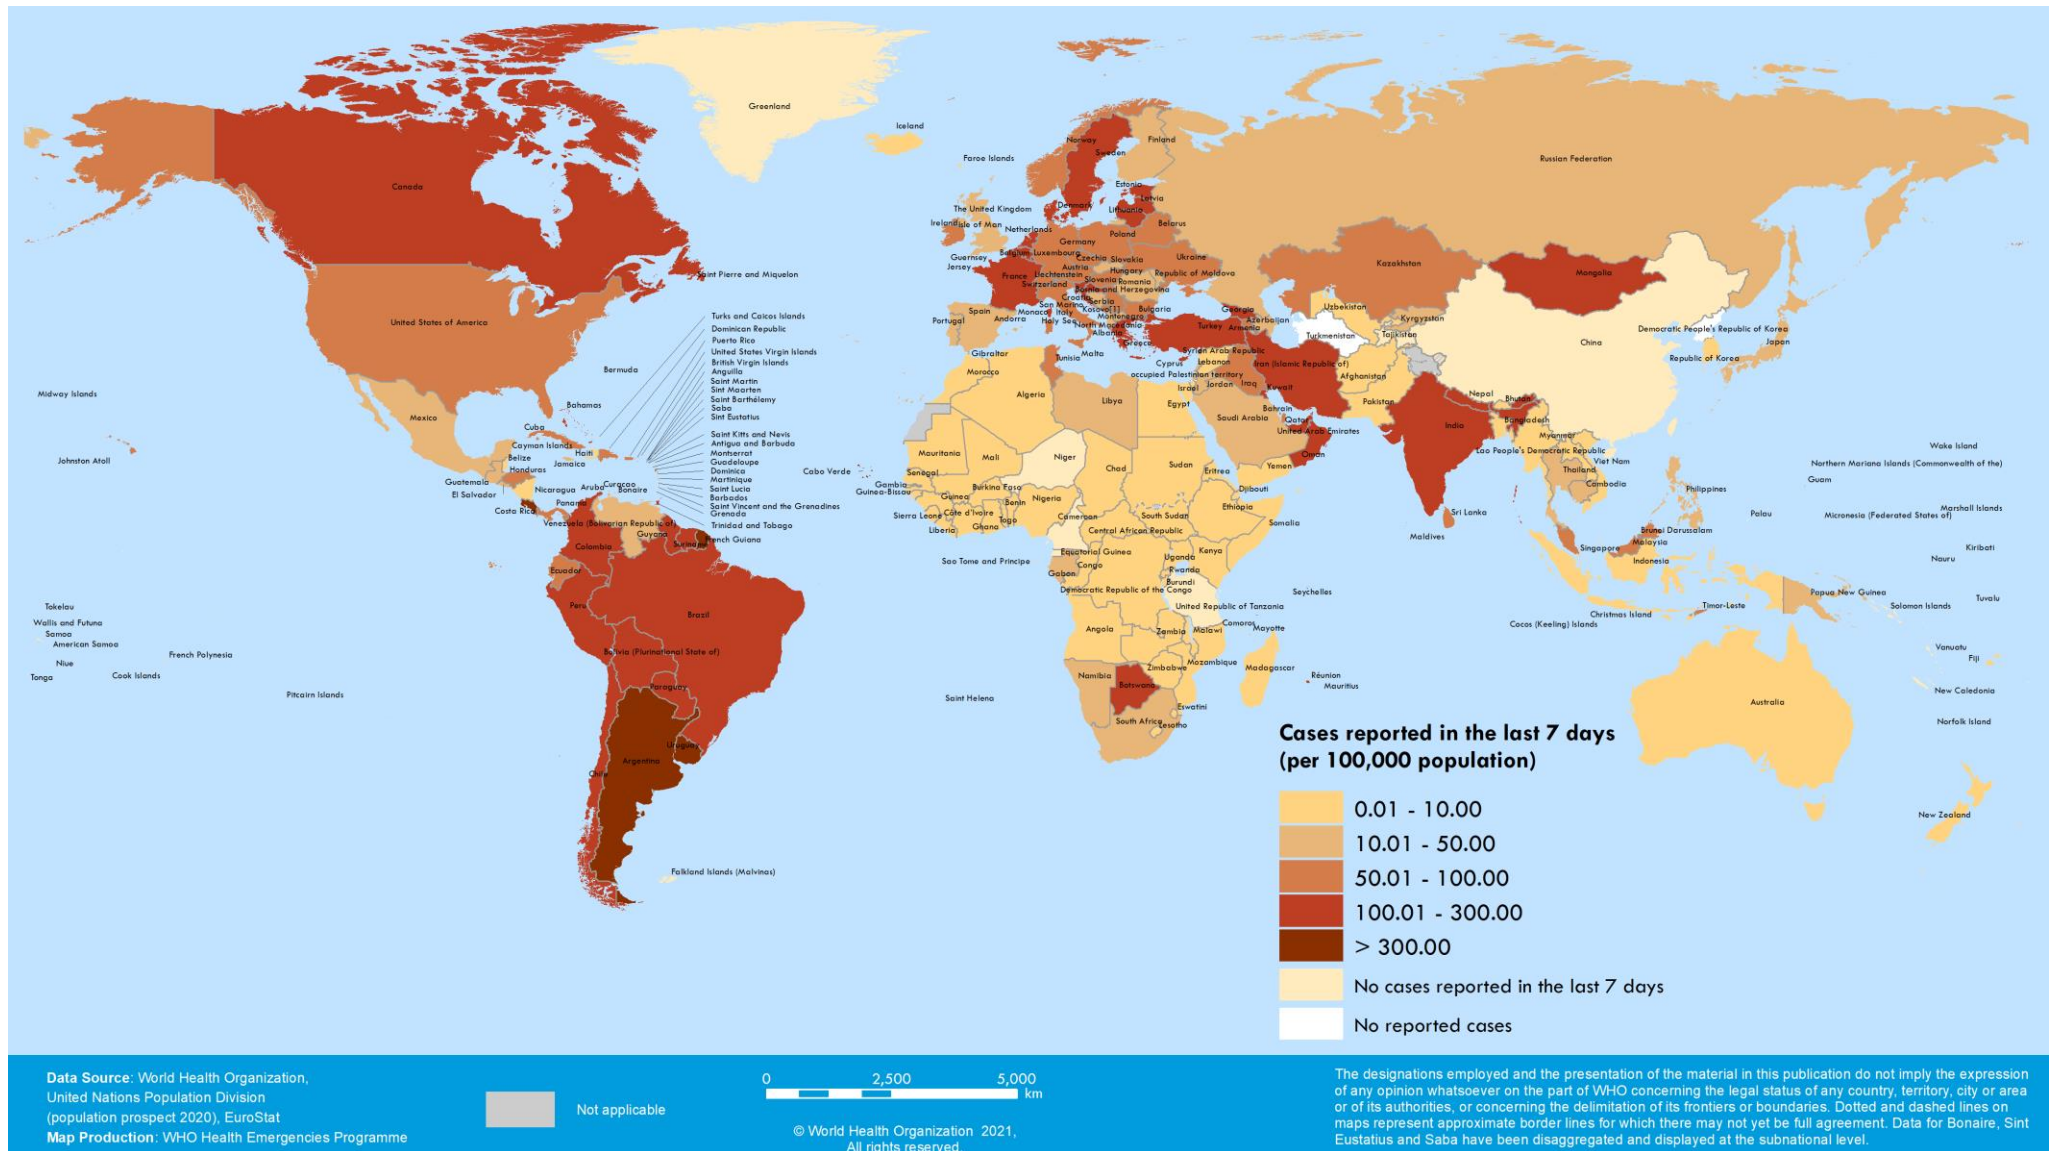 Greenland
Iceland
Faroe Islands
Norway
Sweden
Finland
Russian Federation
Canada
Estonia
Latvia
Denmark
Lithuania
The United Kingdom
Ireland
Isle of Man
Netherlands
Belarus
Poland
Germany
Guernsey
Jersey
Belgium
Luxembourg
Czechia
Slovakia
Ukraine
Austria
Kazakhstan
Mongolia
Saint Pierre and Miquelon
France
Liechtenstein
Hungary
Republic of Moldova
Switzerland
Slovenia
Romania
Bosnia and Herzegovina
Croatia
San Marino
Serbia
Spain
Andorra
Monaco
Italy
Kosovo[1]
Bulgaria
Portugal
Holy See
Montenegro
North Macedonia
Albania
Georgia
Azerbaijan
Turkey
Armenia
Uzbekistan
Kyrgyzstan
Turkmenistan
Tajikistan
Democratic People's Republic of Korea
China
Japan
Republic of Korea
United States of America
Turks and Caicos Islands
Dominican Republic
Puerto Rico
United States Virgin Islands
British Virgin Islands
Anguilla
Saint Martin
Sint Maarten
Saint Barthélemy
Saba
Sint Eustatius
Saint Kitts and Nevis
Antigua and Barbuda
Montserrat
Guadeloupe
Dominica
Martinique
Saint Lucia
Barbados
Saint Vincent and the Grenadines
Grenada
Trinidad and Tobago
Bermuda
Gibraltar
Tunisia
Malta
Greece
Cyprus
Syrian Arab Republic
Lebanon
occupied Palestinian territory
Israel
Jordan
Iraq
Iran (Islamic Republic of)
Kuwait
Afghanistan
Midway Islands
Morocco
Algeria
Libya
Egypt
Saudi Arabia
Bahrain
Qatar
United Arab Emirates
Oman
Pakistan
Nepal
Bhutan
India
Bangladesh
Myanmar
Lao People's Democratic Republic
Viet Nam
Thailand
Cambodia
Philippines
Mexico
Bahamas
Cuba
Cayman Islands
Haiti
Belize
Jamaica
Honduras
Guatemala
El Salvador
Nicaragua
Aruba
Curacao
Bonaire
Costa Rica
Panama
Venezuela (Bolivarian Republic of)
Guyana
Suriname
French Guiana
Colombia
Johnston Atoll
Cabo Verde
Mauritania
Mali
Niger
Chad
Sudan
Eritrea
Yemen
Senegal
Gambia
Guinea-Bissau
Guinea
Burkina Faso
Benin
Nigeria
Djibouti
Sierra Leone
Côte d'Ivoire
Togo
Ghana
Liberia
Cameroon
Central African Republic
South Sudan
Ethiopia
Somalia
Wake Island
Northern Mariana Islands (Commonwealth of the)
Guam
Palau
Micronesia (Federated States of)
Marshall Islands
Sri Lanka
Maldives
Brunei Darussalam
Malaysia
Singapore
Indonesia
Nauru
Kiribati
Ecuador
Peru
Brazil
Sao Tome and Principe
Equatorial Guinea
Gabon
Congo
Democratic Republic of the Congo
Uganda
Kenya
Rwanda
Burundi
United Republic of Tanzania
Seychelles
Comoros
Mayotte
Christmas Island
Cocos (Keeling) Islands
Timor-Leste
Papua New Guinea
Solomon Islands
Tuvalu
Tokelau
Wallis and Futuna
Samoa
American Samoa
Niue
Tonga
Cook Islands
French Polynesia
Pitcairn Islands
Bolivia (Plurinational State of)
Paraguay
Uruguay
Argentina
Chile
Falkland Islands (Malvinas)
Saint Helena
Angola
Zambia
Malawi
Mozambique
Zimbabwe
Madagascar
Namibia
Botswana
Réunion
Mauritius
South Africa
Eswatini
Lesotho
Vanuatu
Fiji
New Caledonia
Norfolk Island
Australia
New Zealand
Cases reported in the last 7 days
(per 100,000 population)
0.01 - 10.00
10.01 - 50.00
50.01 - 100.00
100.01 - 300.00
> 300.00
No cases reported in the last 7 days
No reported cases
Data Source: World Health Organization,
United Nations Population Division
(population prospect 2020), EuroStat
Map Production: WHO Health Emergencies Programme
Not applicable
0 2,500 5,000
km
© World Health Organization 2021,
All rights reserved.
The designations employed and the presentation of the material in this publication do not imply the expression
of any opinion whatsoever on the part of WHO concerning the legal status of any country, territory, city or area
or of its authorities, or concerning the delimitation of its frontiers or boundaries. Dotted and dashed lines on
maps represent approximate border lines for which there may not yet be full agreement. Data for Bonaire, Sint
Eustatius and Saba have been disaggregated and displayed at the subnational level.